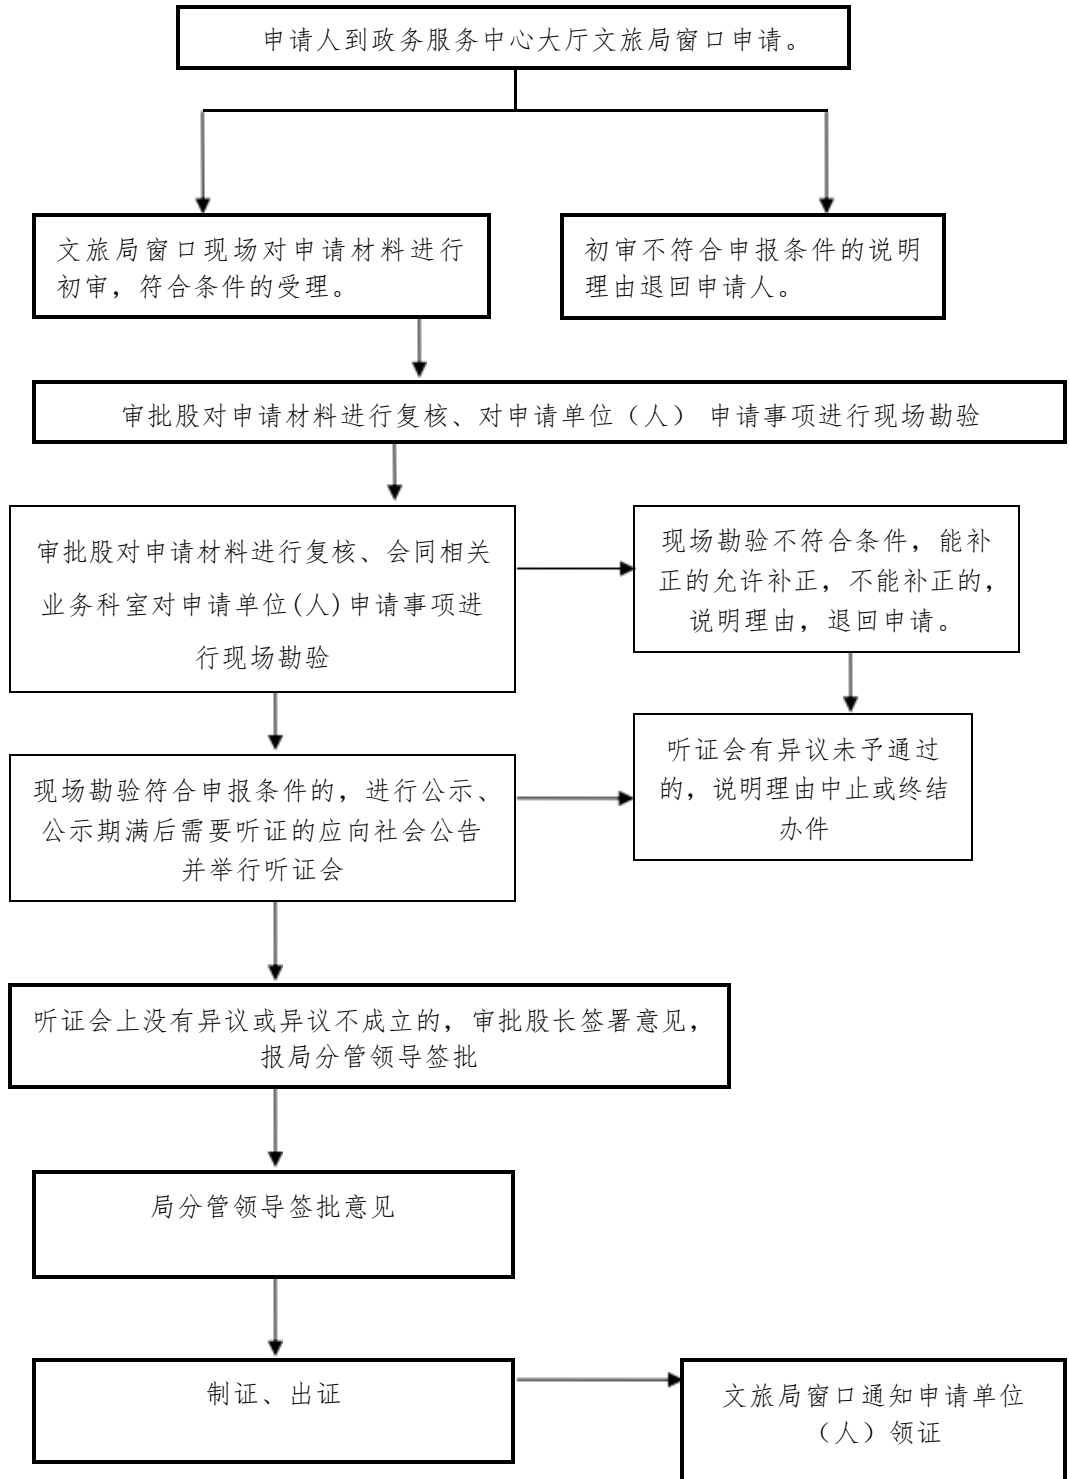 申请人到政务服务中心大厅文旅局窗口申请。
文旅局窗口现场对申请材料进行
初审，符合条件的受理。
初审不符合申报条件的说明
理由退回申请人。
审批股对申请材料进行复核、对申请单位（人） 申请事项进行现场勘验
审批股对申请材料进行复核、会同相关
业务科室对申请单位(人)申请事项进
行现场勘验
现场勘验不符合条件，能补
正的允许补正，不能补正的，
说明理由，退回申请。
现场勘验符合申报条件的，进行公示、
公示期满后需要听证的应向社会公告
并举行听证会
听证会有异议未予通过
的，说明理由中止或终结
办件
听证会上没有异议或异议不成立的，审批股长签署意见，
报局分管领导签批
局分管领导签批意见
制证、出证
文旅局窗口通知申请单位
（人）领证